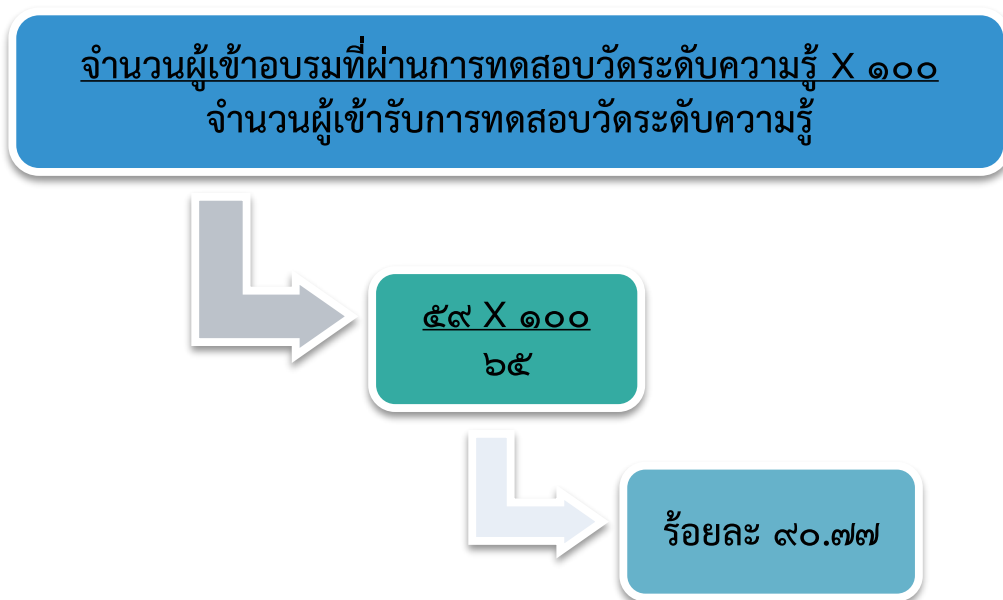 จำนวนผู้เข้าอบรมที่ผ่านการทดสอบวัดระดับความรู้ X ๑๐๐
จำนวนผู้เข้ารับการทดสอบวัดระดับความรู้
๕๙ X ๑๐๐
๖๕
ร้อยละ ๙๐.๗๗